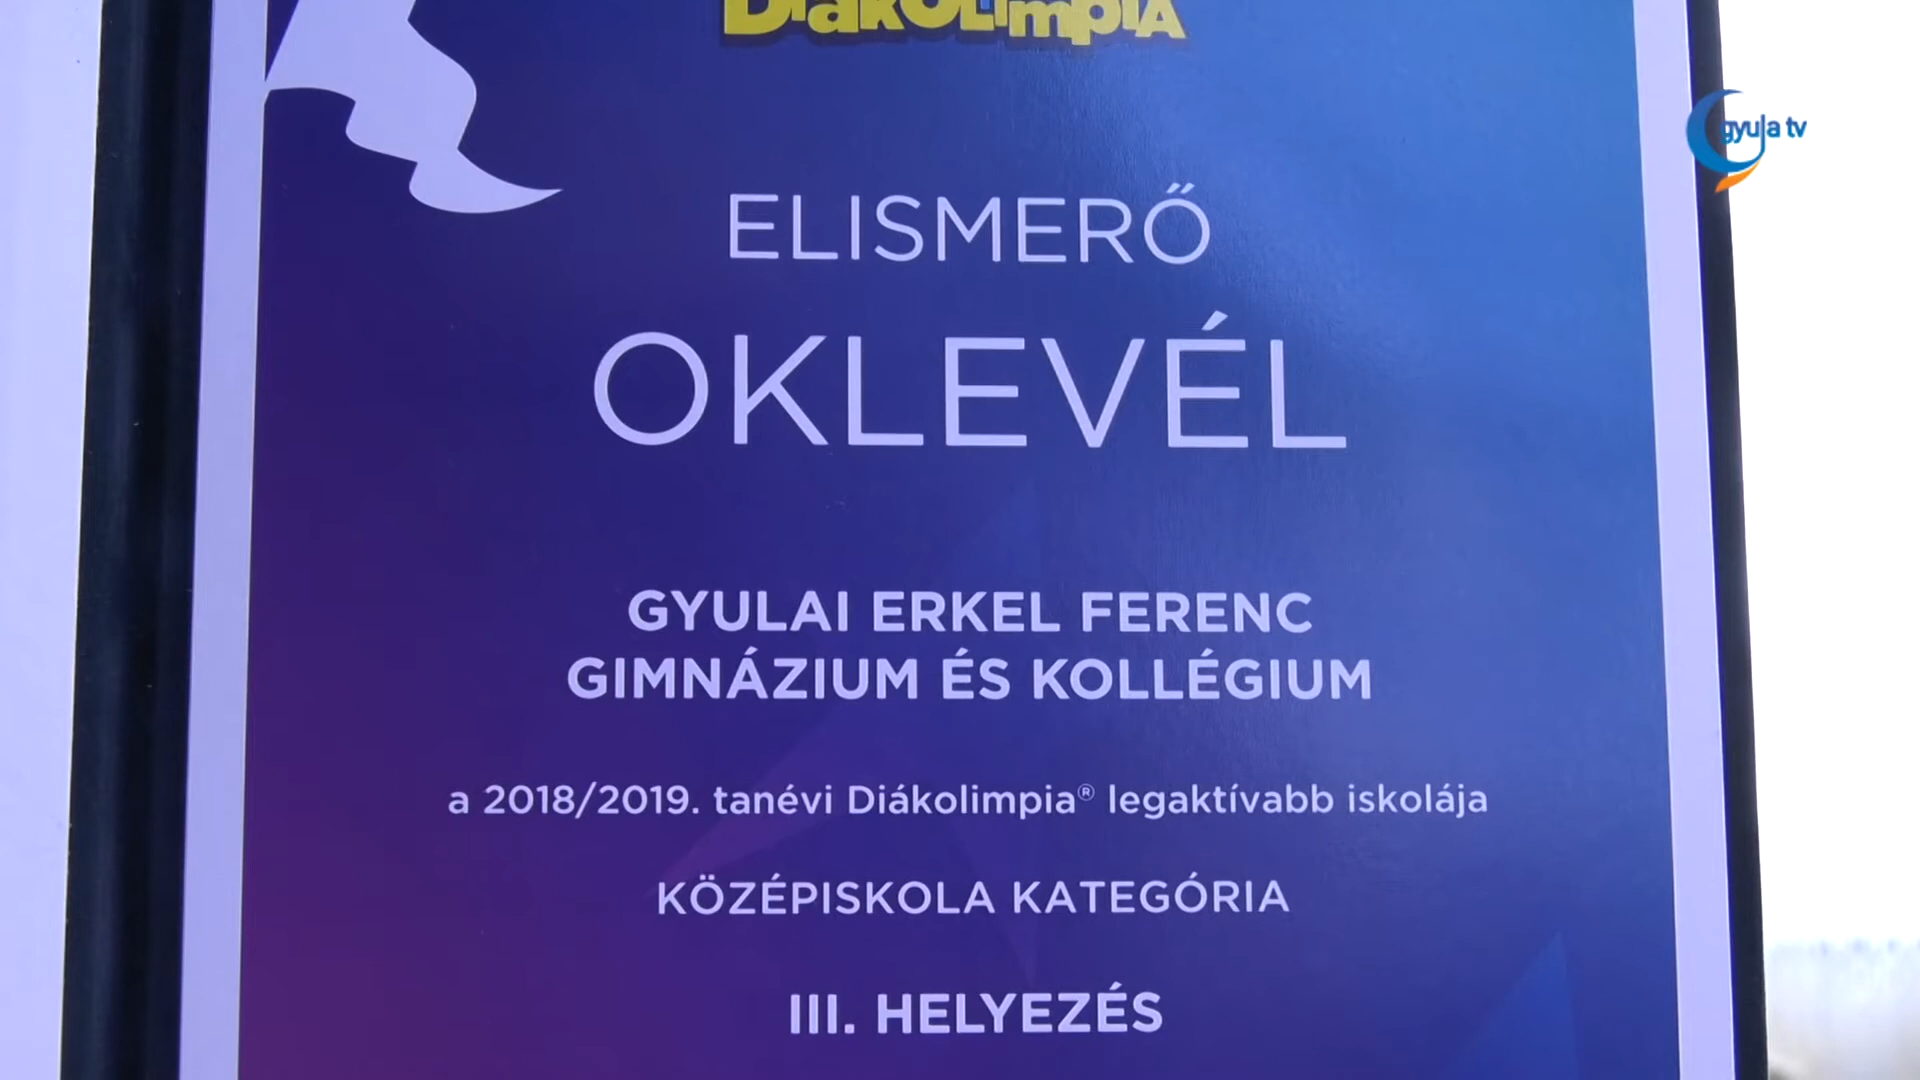 DiákOLimpiA
gyula tv
ELISMERŐ
OKLEVÉL
GYULAI ERKEL FERENC
GIMNÁZIUM ÉS KOLLÉGIUM
a 2018/2019. tanévi Diákolimpia® legaktívabb iskolája
KÖZÉPISKOLA KATEGÓRIA
III. HELYEZÉS